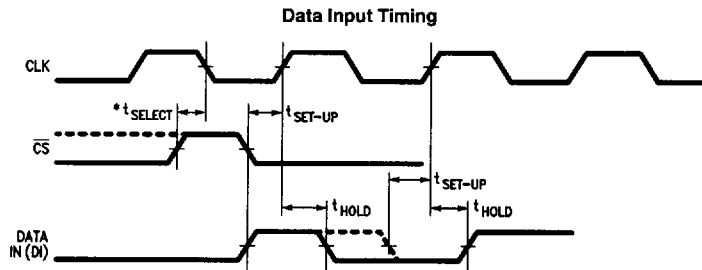 Data Input Timing
CLK
*tSELECT
tSET-UP
CS
tSET-UP
tHOLD
tHOLD
DATA
IN (DI)